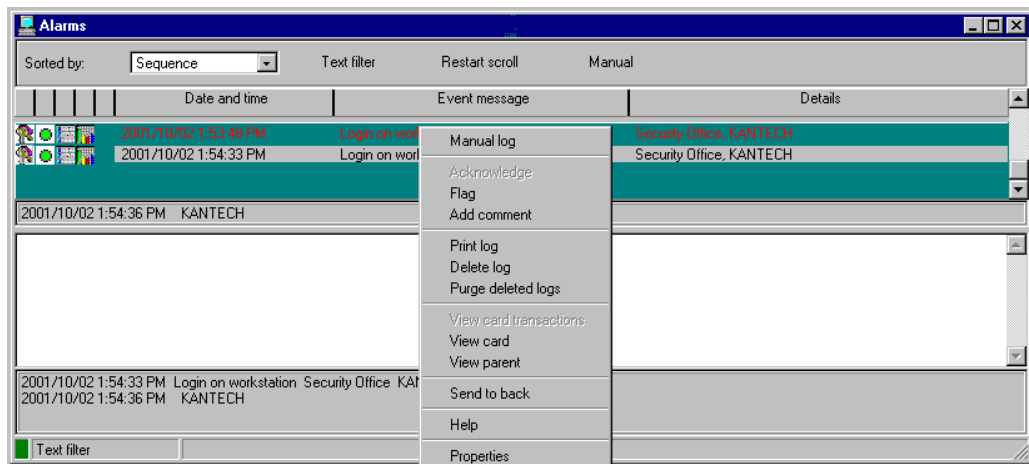 Alarms
Sorted by: Sequence Text filter Restart scroll Manual
Date and time Event message Details
2001/10/02 1:53:48 PM Login on wor Security Office, KANTECH
2001/10/02 1:54:33 PM Login on worl Security Office, KANTECH
2001/10/02 1:54:36 PM KANTECH
Manual log
Acknowledge
Flag
Add comment
Print log
Delete log
Purge deleted logs
View card transactions
View card
View parent
Send to back
Help
Properties
2001/10/02 1:54:33 PM Login on workstation Security Office KAN
2001/10/02 1:54:36 PM KANTECH
Text filter